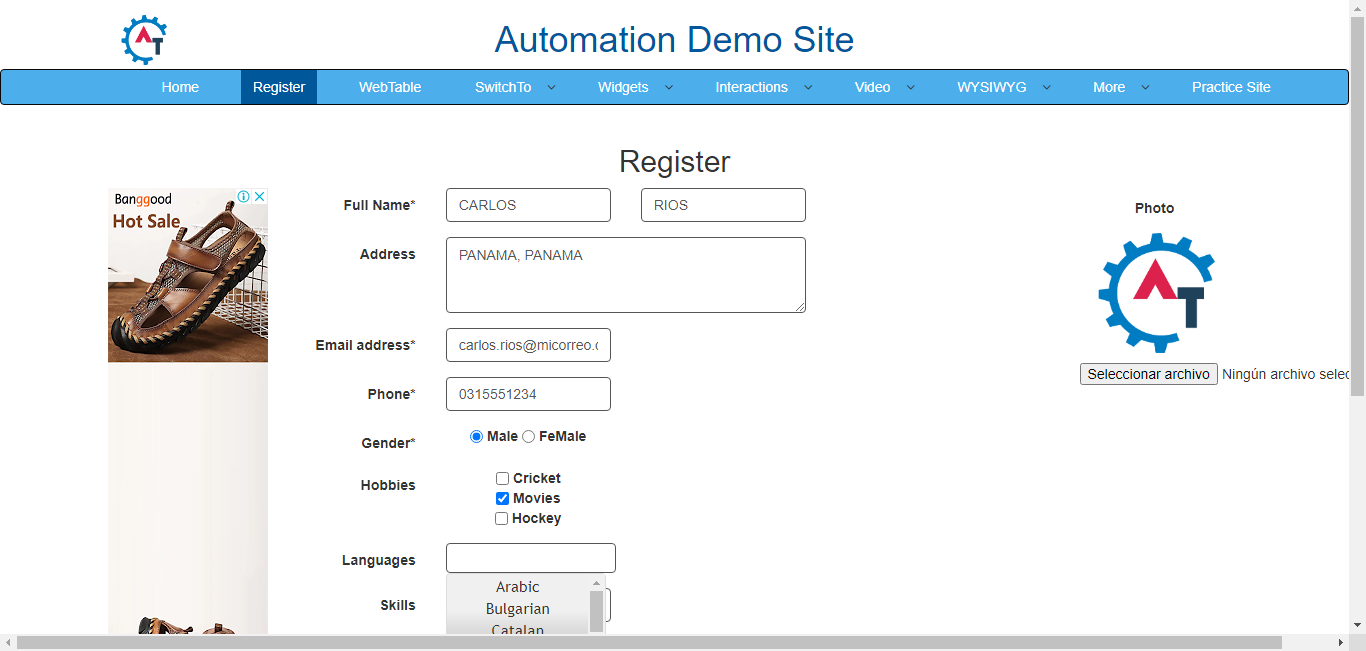 AT
Automation Demo Site
Home Register WebTable SwitchTo Widgets Interactions Video WYSIWYG More Practice Site
Register
Banggood
Hot Sale
Full Name* CARLOS RIOS
Photo
Address PANAMA, PANAMA
AT
Email address* carlos.rios@micorreo.c
Seleccionar archivo Ningún archivo selec
Phone* 0315551234
Gender* Male FeMale
Hobbies Cricket
Movies
Hockey
Languages
Arabic
Skills Bulgarian
Catalan